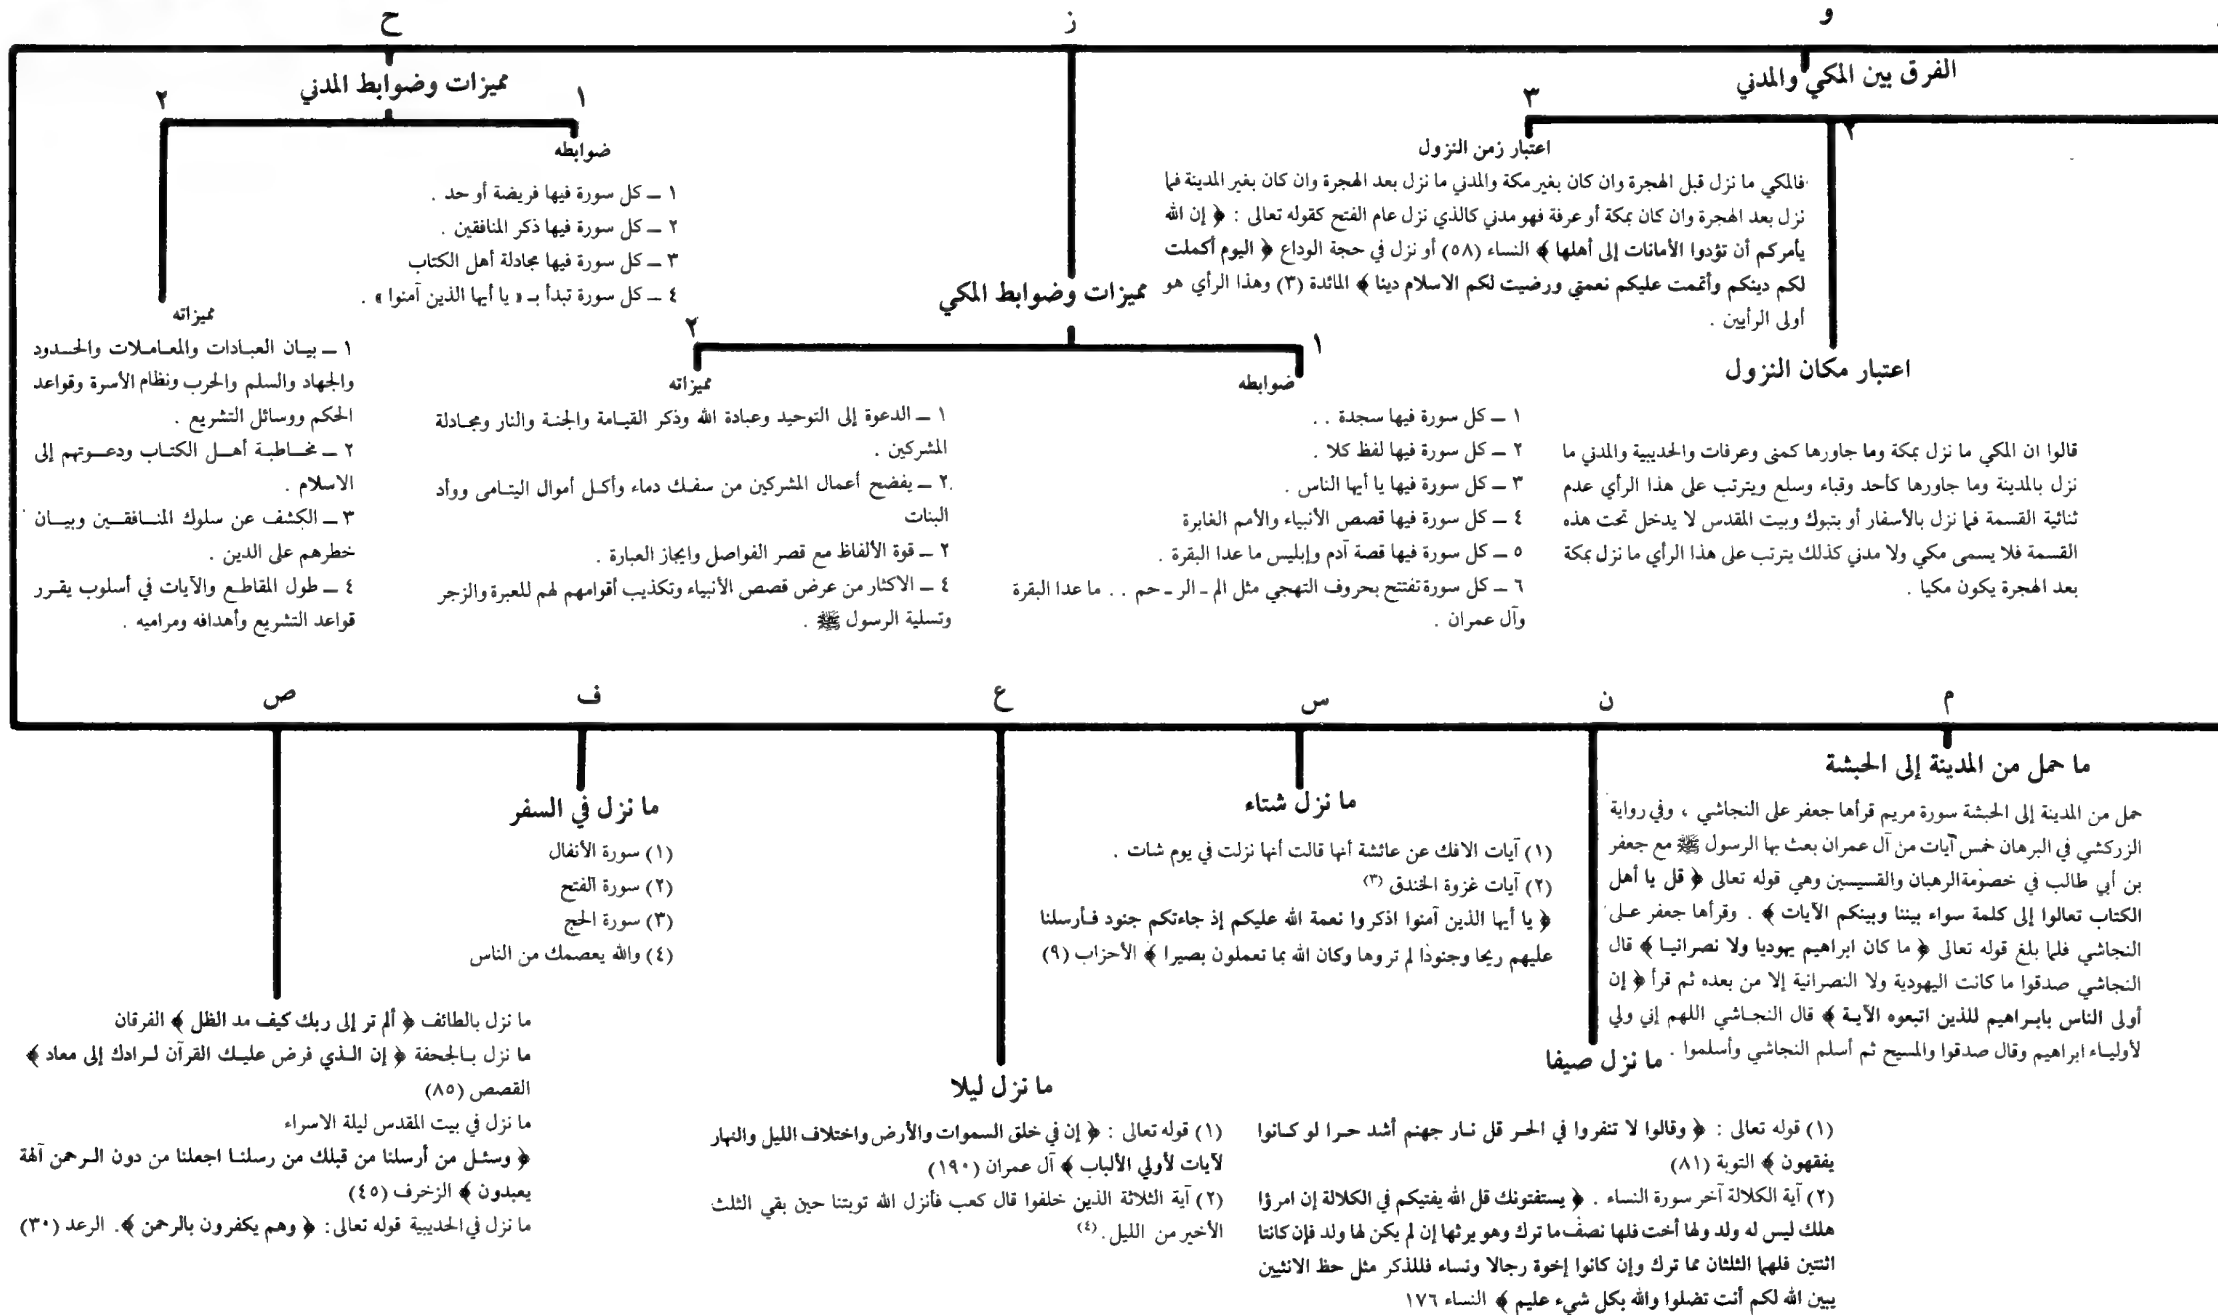 و
الفرق بين المكي والمدني
٢
٣
اعتبار زمن النزول
فالمكي ما نزل قبل الهجرة وان كان بغير مكة والمدني ما نزل بعد الهجرة وان كان بغير المدينة فما
نزل بعد الهجرة وان كان بمكة أو عرفة فهو مدني كالذي نزل عام الفتح كقوله تعالى : ﴿ إن الله
يأمركم أن تؤدوا الأمانات إلى أهلها ﴾ النساء (٥٨) أو نزل في حجة الوداع ﴿ اليوم أكملت
لكم دينكم وأتممت عليكم نعمتي ورضيت لكم الاسلام دينا ﴾ المائدة (٣) وهذا الرأي هو
أولى الرأيين .
اعتبار مكان النزول
قالوا ان المكي ما نزل بمكة وما جاورها كمنى وعرفات والحديبية والمدني ما
نزل بالمدينة وما جاورها كأحد وقباء وسلع ويترتب على هذا الرأي عدم
ثنائية القسمة فما نزل بالأسفار أو بتبوك وبيت المقدس لا يدخل تحت هذه
القسمة فلا يسمى مكي ولا مدني كذلك يترتب على هذا الرأي ما نزل بمكة
بعد الهجرة يكون مكيا .
ز
مميزات وضوابط المكي
١
ضوابطه
١ ـ كل سورة فيها سجدة . .
٢ ـ كل سورة فيها لفظ كلا .
٣ ـ كل سورة فيها يا أيها الناس .
٤ ـ كل سورة فيها قصص الأنبياء والأمم الغابرة
٥ ـ كل سورة فيها قصة آدم وإبليس ما عدا البقرة .
٦ ـ كل سورة تفتتح بحروف التهجي مثل الم ـ الر ـ حم . . ما عدا البقرة
وآل عمران .
٢
مميزاته
١ ـ الدعوة إلى التوحيد وعبادة الله وذكر القيامة والجنة والنار ومجادلة
المشركين .
٢ ـ يفضح أعمال المشركين من سفك دماء وأكل أموال اليتامى ووأد
البنات
٢ ـ قوة الألفاظ مع قصر الفواصل وايجاز العبارة .
٤ ـ الاكثار من عرض قصص الأنبياء وتكذيب أقوامهم لهم للعبرة والزجر
وتسلية الرسول ﷺ .
ح
مميزات وضوابط المدني
١
ضوابطه
١ ـ كل سورة فيها فريضة أو حد .
٢ ـ كل سورة فيها ذكر المنافقين .
٣ ـ كل سورة فيها مجادلة أهل الكتاب
٤ ـ كل سورة تبدأ بـ « يا أيها الذين آمنوا » .
٢
مميزاته
١ ـ بيان العبادات والمعاملات والحدود
والجهاد والسلم والحرب ونظام الأسرة وقواعد
الحكم ووسائل التشريع .
٢ ـ مخاطبة أهل الكتاب ودعوتهم إلى
الاسلام .
٣ ـ الكشف عن سلوك المنافقين وبيان
خطرهم على الدين .
٤ ـ طول المقاطع والآيات في أسلوب يقرر
قواعد التشريع وأهدافه ومراميه .
م
ما حمل من المدينة إلى الحبشة
حمل من المدينة إلى الحبشة سورة مريم قرأها جعفر على النجاشي ، وفي رواية
الزركشي في البرهان خمس آيات من آل عمران بعث بها الرسول ﷺ مع جعفر
بن أبي طالب في خصومة الرهبان والقسيسين وهي قوله تعالى ﴿ قل يا أهل
الكتاب تعالوا إلى كلمة سواء بيننا وبينكم الآيات ﴾ . وقرأها جعفر على
النجاشي فلما بلغ قوله تعالى ﴿ ما كان ابراهيم يهوديا ولا نصرانيا ﴾ قال
النجاشي صدقوا ما كانت اليهودية ولا النصرانية إلا من بعده ثم قرأ ﴿ إن
أولى الناس بابراهيم للذين اتبعوه الآية ﴾ قال النجاشي اللهم إني ولي
لأولياء ابراهيم وقال صدقوا والمسيح ثم أسلم النجاشي وأسلموا .
ن
ما نزل صيفا
(١) قوله تعالى : ﴿ وقالوا لا تنفروا في الحر قل نار جهنم أشد حرا لو كانوا
يفقهون ﴾ التوبة (٨١)
(٢) آية الكلالة آخر سورة النساء . ﴿ يستفتونك قل الله يفتيكم في الكلالة إن امرؤا
هلك ليس له ولد ولها أخت فلها نصف ما ترك وهو يرثها إن لم يكن لها ولد فإن كانتا
اثنتين فلهما الثلثان مما ترك وإن كانوا إخوة رجالا ونساء فللذكر مثل حظ الانثيين
يبين الله لكم أنت تضلوا والله بكل شيء عليم ﴾ النساء ١٧٦
س
ما نزل شتاء
(١) آيات الافك عن عائشة أنها قالت أنها نزلت في يوم شات .
(٢) آيات غزوة الخندق (٣)
﴿ يا أيها الذين آمنوا اذكروا نعمة الله عليكم إذ جاءتكم جنود فأرسلنا
عليهم ريحا وجنودا لم تروها وكان الله بما تعملون بصيرا ﴾ الأحزاب (٩)
ع
ما نزل ليلا
(١) قوله تعالى : ﴿ إن في خلق السموات والأرض واختلاف الليل والنهار
لآيات لأولي الألباب ﴾ آل عمران (١٩٠)
(٢) آية الثلاثة الذين خلفوا قال كعب فأنزل الله توبتنا حين بقي الثلث
الأخير من الليل. (٤)
ف
ما نزل في السفر
(١) سورة الأنفال
(٢) سورة الفتح
(٣) سورة الحج
(٤) والله يعصمك من الناس
ص
ما نزل بالطائف ﴿ ألم تر إلى ربك كيف مد الظل ﴾ الفرقان
ما نزل بالجحفة ﴿ إن الذي فرض عليك القرآن لرادك إلى معاد ﴾
القصص (٨٥)
ما نزل في بيت المقدس ليلة الاسراء
﴿ وسئل من أرسلنا من قبلك من رسلنا اجعلنا من دون الرحمن آلهة
يعبدون ﴾ الزخرف (٤٥)
ما نزل في الحديبية قوله تعالى: ﴿ وهم يكفرون بالرحمن ﴾. الرعد (٣٠)